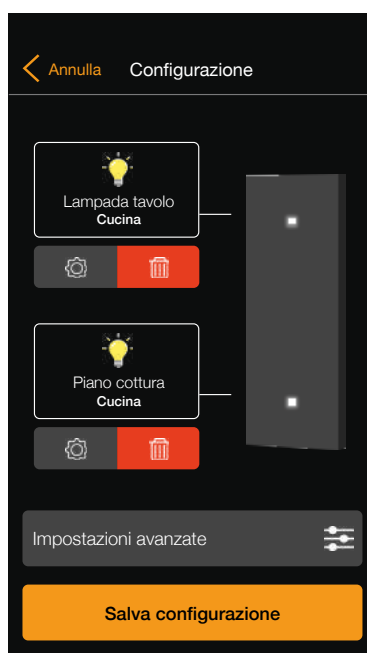 Annulla Configurazione
Lampada tavolo
Cucina
Piano cottura
Cucina
Impostazioni avanzate
Salva configurazione